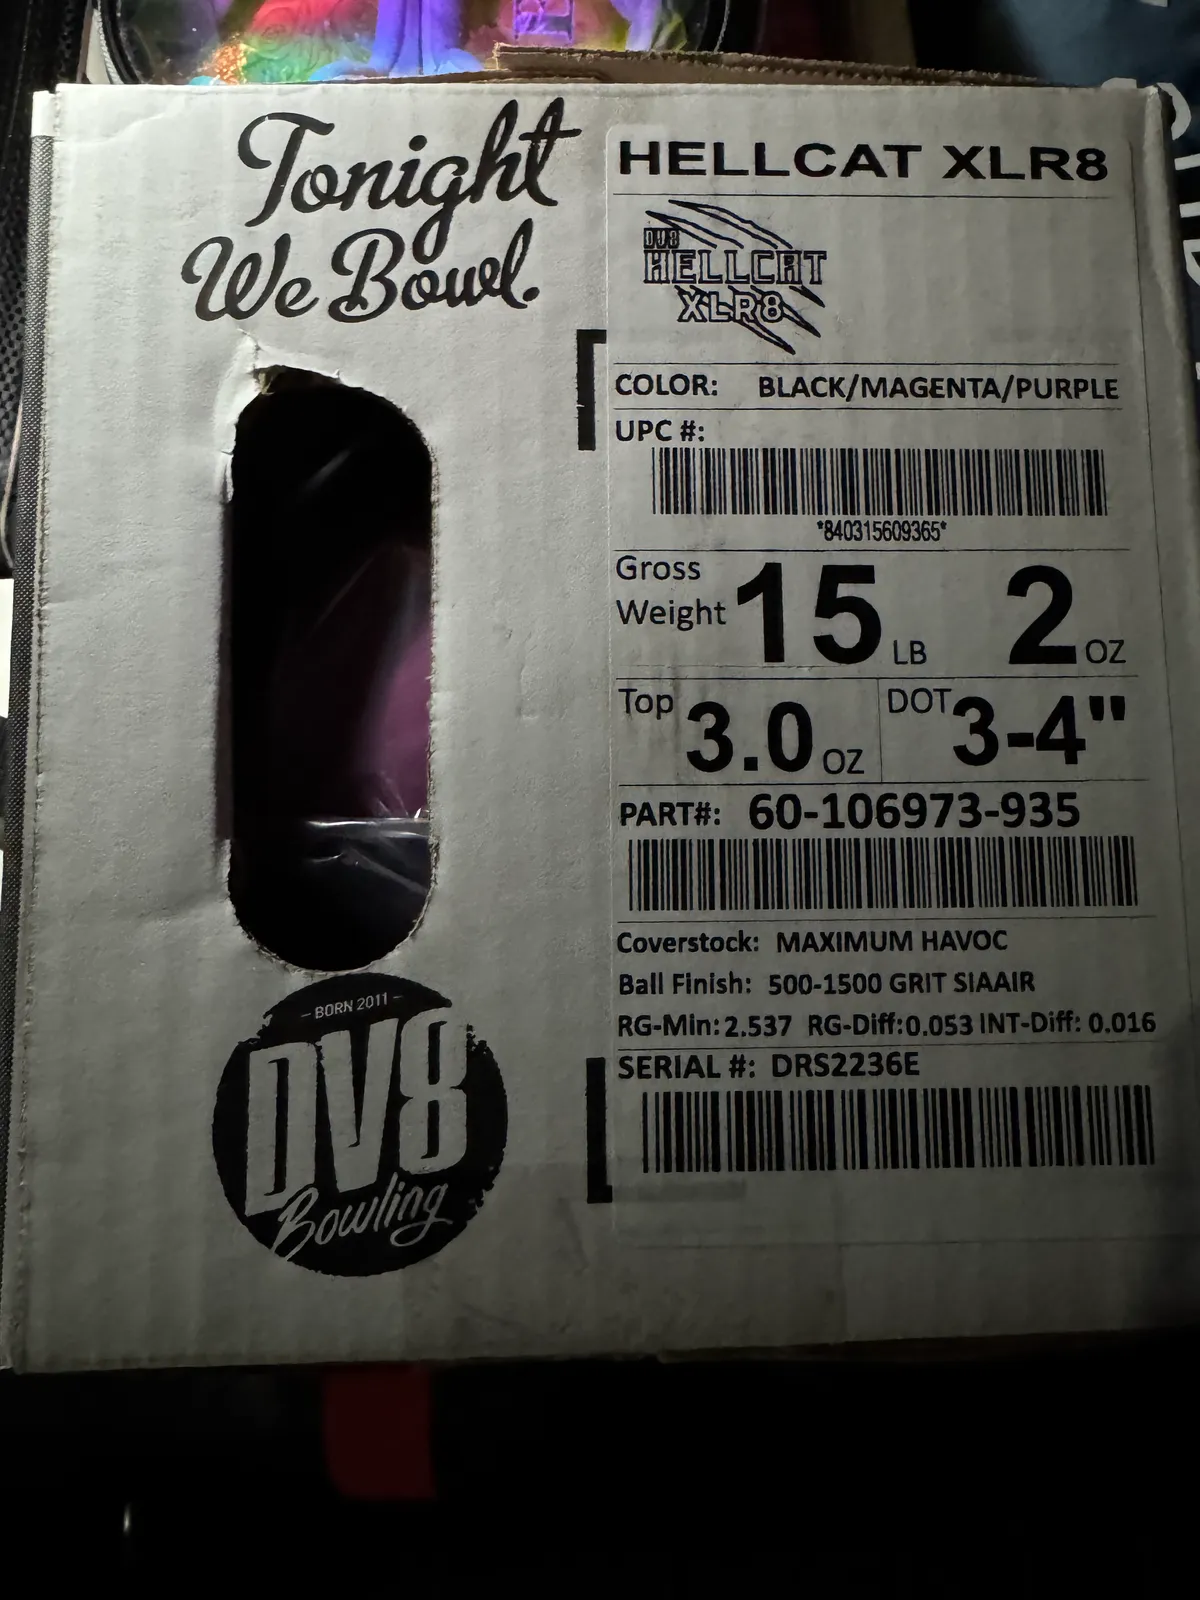 Tonight
We Bowl.
HELLCAT XLR8
DV8
HELLCAT
XLR8
COLOR: BLACK/MAGENTA/PURPLE
UPC #:
*840315609365*
Gross Weight 15 LB 2 OZ
Top 3.0 OZ DOT 3-4"
PART#: 60-106973-935
Coverstock: MAXIMUM HAVOC
Ball Finish: 500-1500 GRIT SIAAIR
RG-Min: 2.537 RG-Diff: 0.053 INT-Diff: 0.016
SERIAL #: DRS2236E
– BORN 2011 –
DV8
Bowling